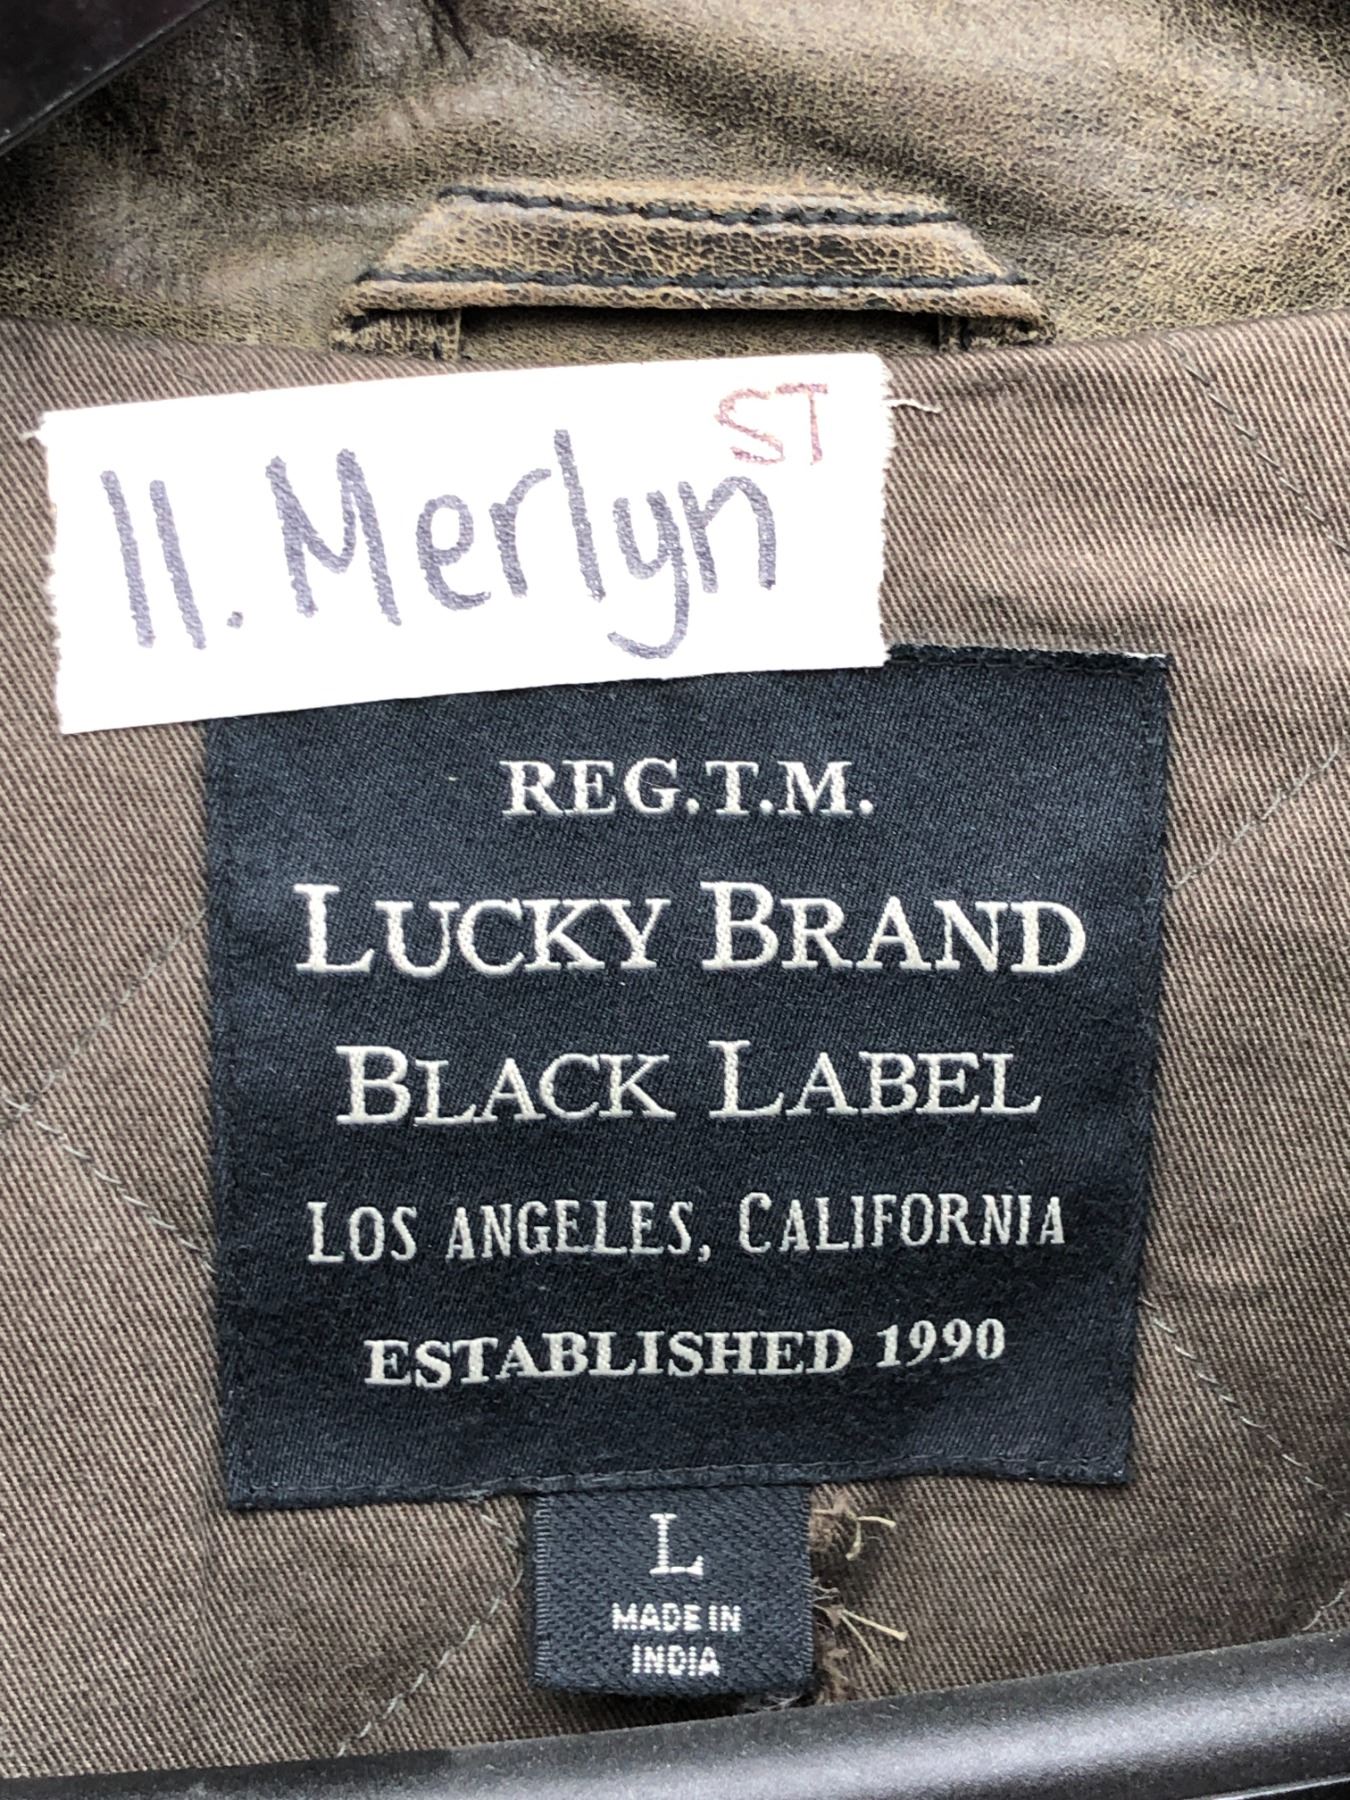 ST
11. Merlyn
REG.T.M.
LUCKY BRAND
BLACK LABEL
LOS ANGELES, CALIFORNIA
ESTABLISHED 1990
L
MADE IN
INDIA